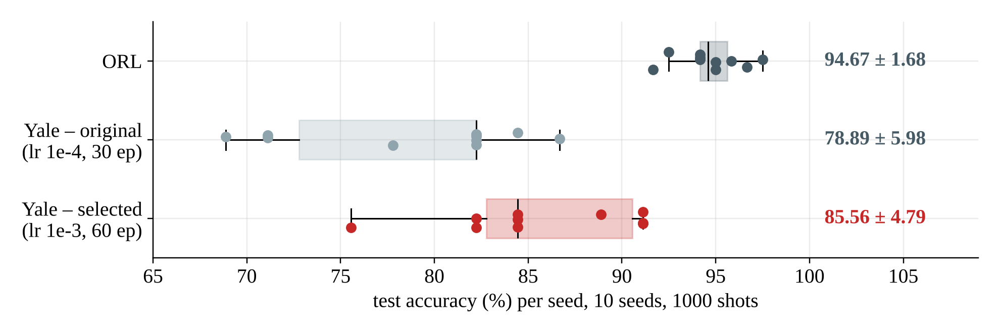 ORL
94.67 ± 1.68
Yale – original
(lr 1e-4, 30 ep)
78.89 ± 5.98
Yale – selected
(lr 1e-3, 60 ep)
85.56 ± 4.79
65 70 75 80 85 90 95 100 105
test accuracy (%) per seed, 10 seeds, 1000 shots